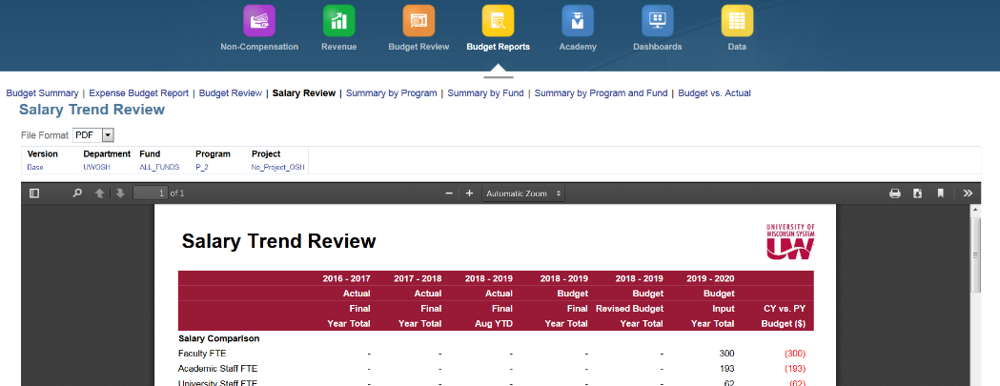 Non-Compensation Revenue Budget Review Budget Reports Academy Dashboards Data
Budget Summary | Expense Budget Report | Budget Review | Salary Review | Summary by Program | Summary by Fund | Summary by Program and Fund | Budget vs. Actual
Salary Trend Review
File Format PDF
Version Department Fund Program Project
Base UWOSH ALL_FUNDS P_2 No_Project_OSH
1 of 1 − + Automatic Zoom
UNIVERSITY OF
WISCONSIN SYSTEM
Salary Trend Review
UW
2016 - 2017 2017 - 2018 2018 - 2019 2018 - 2019 2018 - 2019 2019 - 2020
Actual Actual Actual Budget Budget Budget
Final Final Final Final Revised Budget Input CY vs. PY
Year Total Year Total Aug YTD Year Total Year Total Year Total Budget ($)
Salary Comparison
Faculty FTE - - - - - 300 (300)
Academic Staff FTE - - - - - 193 (193)
University Staff FTE - - - - - 62 (62)